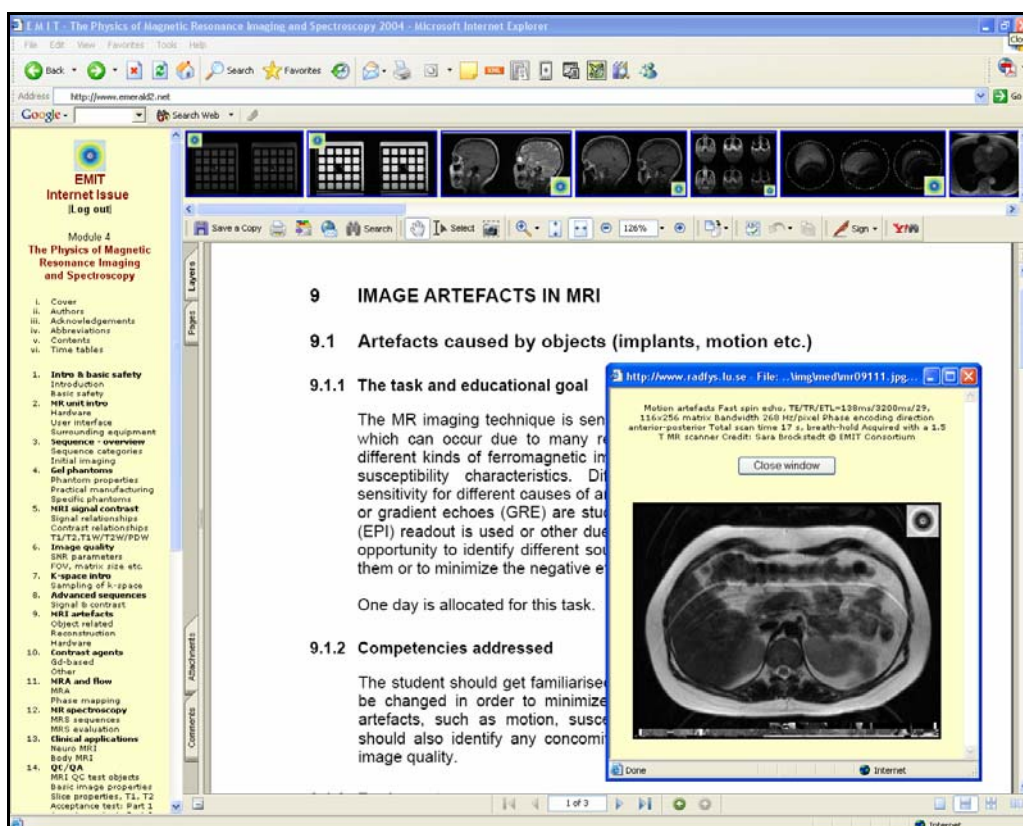 E M I T - The Physics of Magnetic Resonance Imaging and Spectroscopy 2004 - Microsoft Internet Explorer
File Edit View Favorites Tools Help
Back Search Favorites
Address http://www.emerald2.net Go
Google - Search Web
EMIT
Internet Issue
|Log out|
Module 4
The Physics of Magnetic
Resonance Imaging
and Spectroscopy
i. Cover
ii. Authors
iii. Acknowledgements
iv. Abbreviations
v. Contents
vi. Time tables
1. Intro & basic safety
Introduction
Basic safety
2. MR unit intro
Hardware
User interface
Surrounding equipment
3. Sequence - overview
Sequence categories
Initial imaging
4. Gel phantoms
Phantom properties
Practical manufacturing
Specific phantoms
5. MRI signal contrast
Signal relationships
Contrast relationships
T1/T2,T1W/T2W/PDW
6. Image quality
SNR parameters
FOV, matrix size etc.
7. K-space intro
Sampling of k-space
8. Advanced sequences
Signal & contrast
9. MRI artefacts
Object related
Reconstruction
Hardware
10. Contrast agents
Gd-based
Other
11. MRA and flow
MRA
Phase mapping
12. MR spectroscopy
MRS sequences
MRS evaluation
13. Clinical applications
Neuro MRI
Body MRI
14. QC/QA
MRI QC test objects
Basic image properties
Slice properties, T1, T2
Acceptance test: Part 1
Save a Copy Search Select 126% Sign
Layers
Pages
Attachments
Comments
9 IMAGE ARTEFACTS IN MRI
9.1 Artefacts caused by objects (implants, motion etc.)
9.1.1 The task and educational goal
The MR imaging technique is sen
which can occur due to many re
different kinds of ferromagnetic im
susceptibility characteristics. Dif
sensitivity for different causes of a
or gradient echoes (GRE) are stu
(EPI) readout is used or other due
opportunity to identify different sou
them or to minimize the negative e
One day is allocated for this task.
9.1.2 Competencies addressed
The student should get familiarise
be changed in order to minimize
artefacts, such as motion, susce
should also identify any concomi
image quality.
1 of 3
http://www.radfys.lu.se - File: ...\img\med\mr09111.jpg...
Motion artefacts Fast spin echo, TE/TR/ETL=138ms/3200ms/29,
116x256 matrix Bandwidth 260 Hz/pixel Phase encoding direction
anterior-posterior Total scan time 17 s, breath-hold Acquired with a 1.5
T MR scanner Credit: Sara Brockstedt @ EMIT Consortium
Close window
Done Internet
Internet